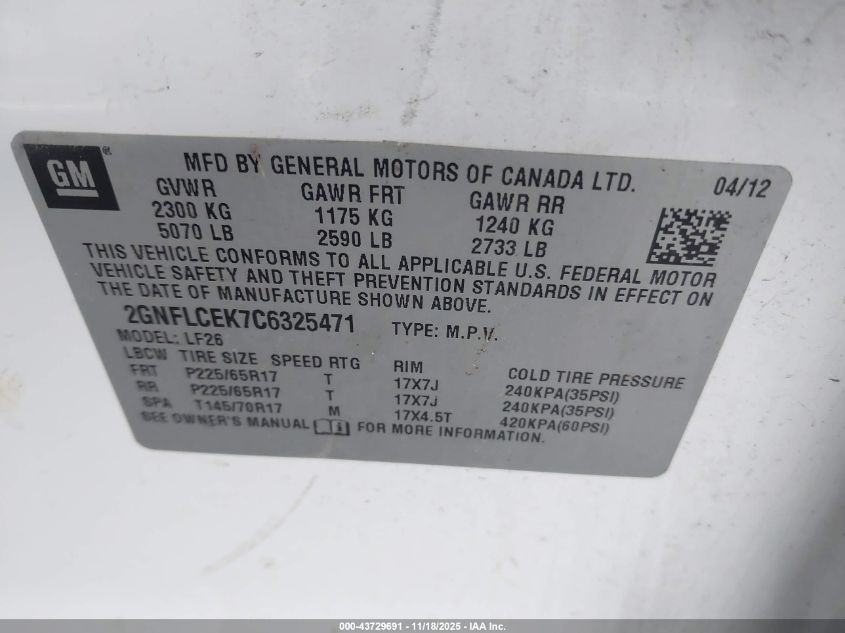 GM® MFD BY GENERAL MOTORS OF CANADA LTD. 04/12
GVWR GAWR FRT GAWR RR
2300 KG 1175 KG 1240 KG
5070 LB 2590 LB 2733 LB
THIS VEHICLE CONFORMS TO ALL APPLICABLE U.S. FEDERAL MOTOR
VEHICLE SAFETY AND THEFT PREVENTION STANDARDS IN EFFECT ON
THE DATE OF MANUFACTURE SHOWN ABOVE.
2GNFLCEK7C6325471 TYPE: M.P.V.
MODEL: LF26
LBCW TIRE SIZE SPEED RTG RIM COLD TIRE PRESSURE
FRT P225/65R17 T 17X7J 240KPA(35PSI)
RR P225/65R17 T 17X7J 240KPA(35PSI)
SPA T145/70R17 M 17X4.5T 420KPA(60PSI)
SEE OWNER'S MANUAL FOR MORE INFORMATION.
000-43729691 - 11/18/2025 - IAA Inc.